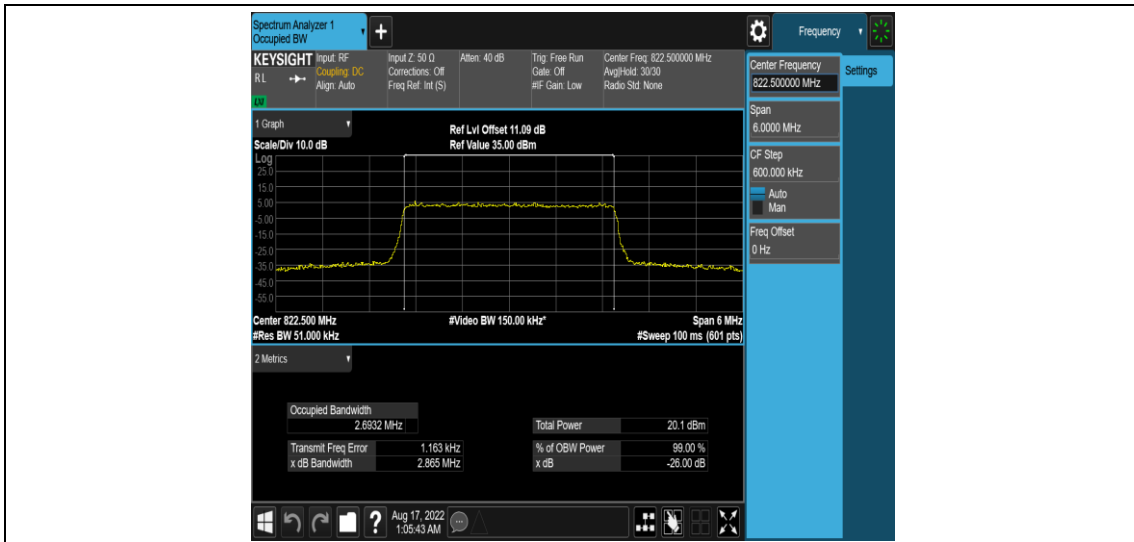 Spectrum Analyzer 1
Occupied BW
+
Frequency
KEYSIGHT
RL
LXI
Input: RF
Coupling: DC
Align: Auto
Input Z: 50 Ω
Corrections: Off
Freq Ref: Int (S)
Atten: 40 dB
Trig: Free Run
Gate: Off
#IF Gain: Low
Center Freq: 822.500000 MHz
Avg|Hold: 30/30
Radio Std: None
Center Frequency
822.500000 MHz
Settings
Span
6.0000 MHz
CF Step
600.000 kHz
Auto
Man
Freq Offset
0 Hz
1 Graph
Ref Lvl Offset 11.09 dB
Scale/Div 10.0 dB
Ref Value 35.00 dBm
Log
25.0
15.0
5.00
-5.00
-15.0
-25.0
-35.0
-45.0
-55.0
Center 822.500 MHz
#Video BW 150.00 kHz*
Span 6 MHz
#Res BW 51.000 kHz
#Sweep 100 ms (601 pts)
2 Metrics
Occupied Bandwidth
2.6932 MHz
Total Power 20.1 dBm
Transmit Freq Error 1.163 kHz
% of OBW Power 99.00 %
x dB Bandwidth 2.865 MHz
x dB -26.00 dB
?
Aug 17, 2022
1:05:43 AM